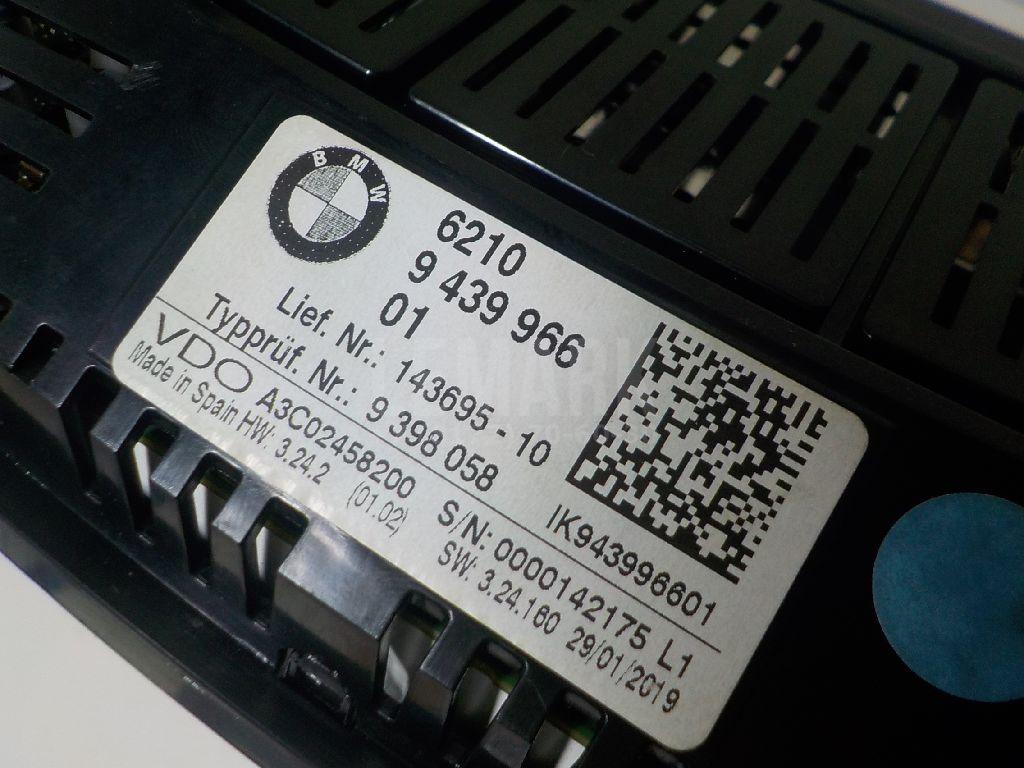 BMW
6210
9 439 966
01
Lief. Nr.: 143695 - 10
Typprüf. Nr.: 9 398 058
IK943996601
VDO A3C02458200 S/N: 0000142175 L1
Made in Spain HW: 3.24.2 (01.02) SW: 3.24.160 29/01/2019